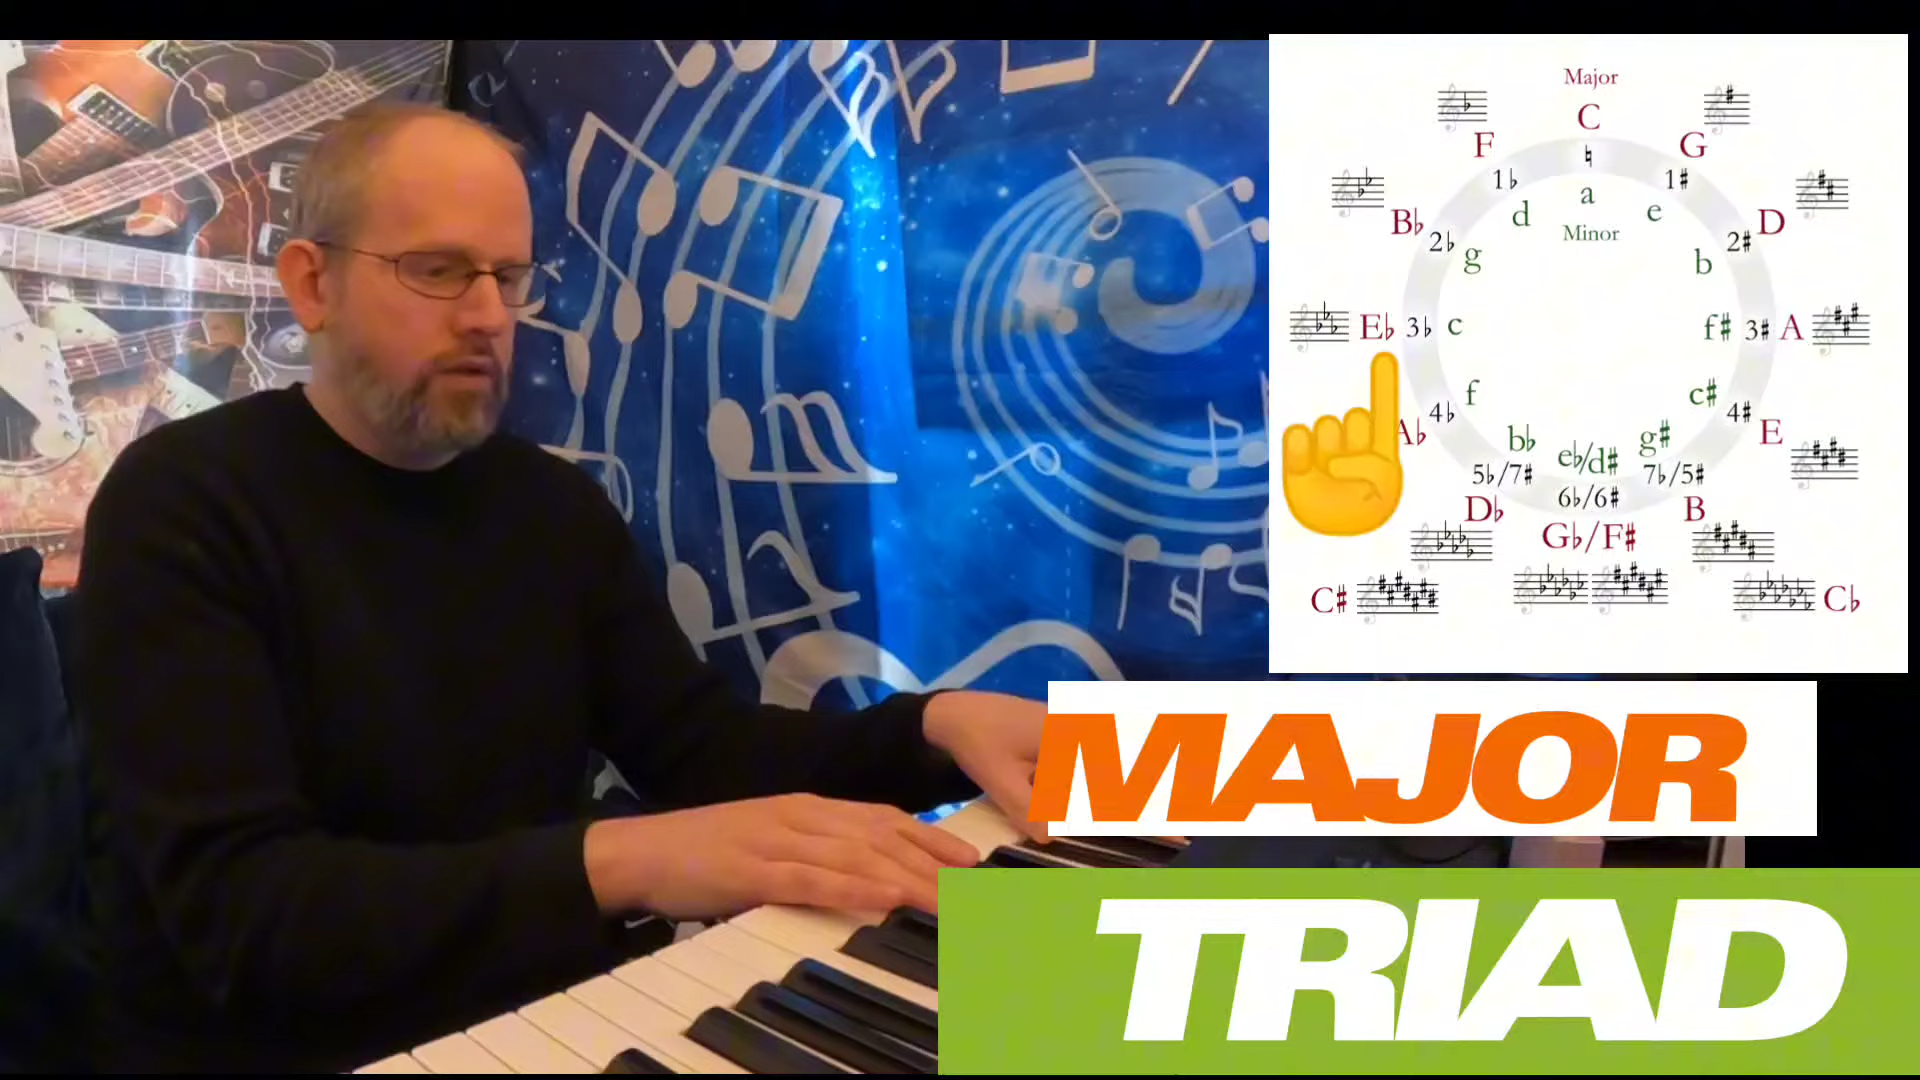 Major
C
F
G
♮
1♭
1♯
a
d
e
Minor
B♭
D
2♭
2♯
g
b
E♭
3♭
c
f♯
3♯
A
f
c♯
4♭
4♯
A♭
E
b♭
g♯
e♭/d♯
5♭/7♯
7♭/5♯
6♭/6♯
D♭
B
G♭/F♯
C♯
C♭
MAJOR
TRIAD